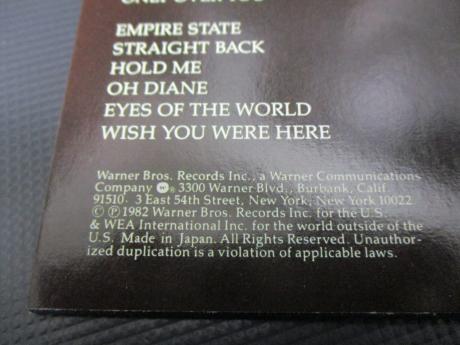 ONLY OVER YOU
EMPIRE STATE
STRAIGHT BACK
HOLD ME
OH DIANE
EYES OF THE WORLD
WISH YOU WERE HERE
Warner Bros. Records Inc., a Warner Communications
Company ® 3300 Warner Blvd., Burbank, Calif.
91510· 3 East 54th Street, New York, New York 10022
© ℗ 1982 Warner Bros. Records Inc. for the U.S.
& WEA International Inc. for the world outside of the
U.S. Made in Japan. All Rights Reserved. Unauthor-
ized duplication is a violation of applicable laws.